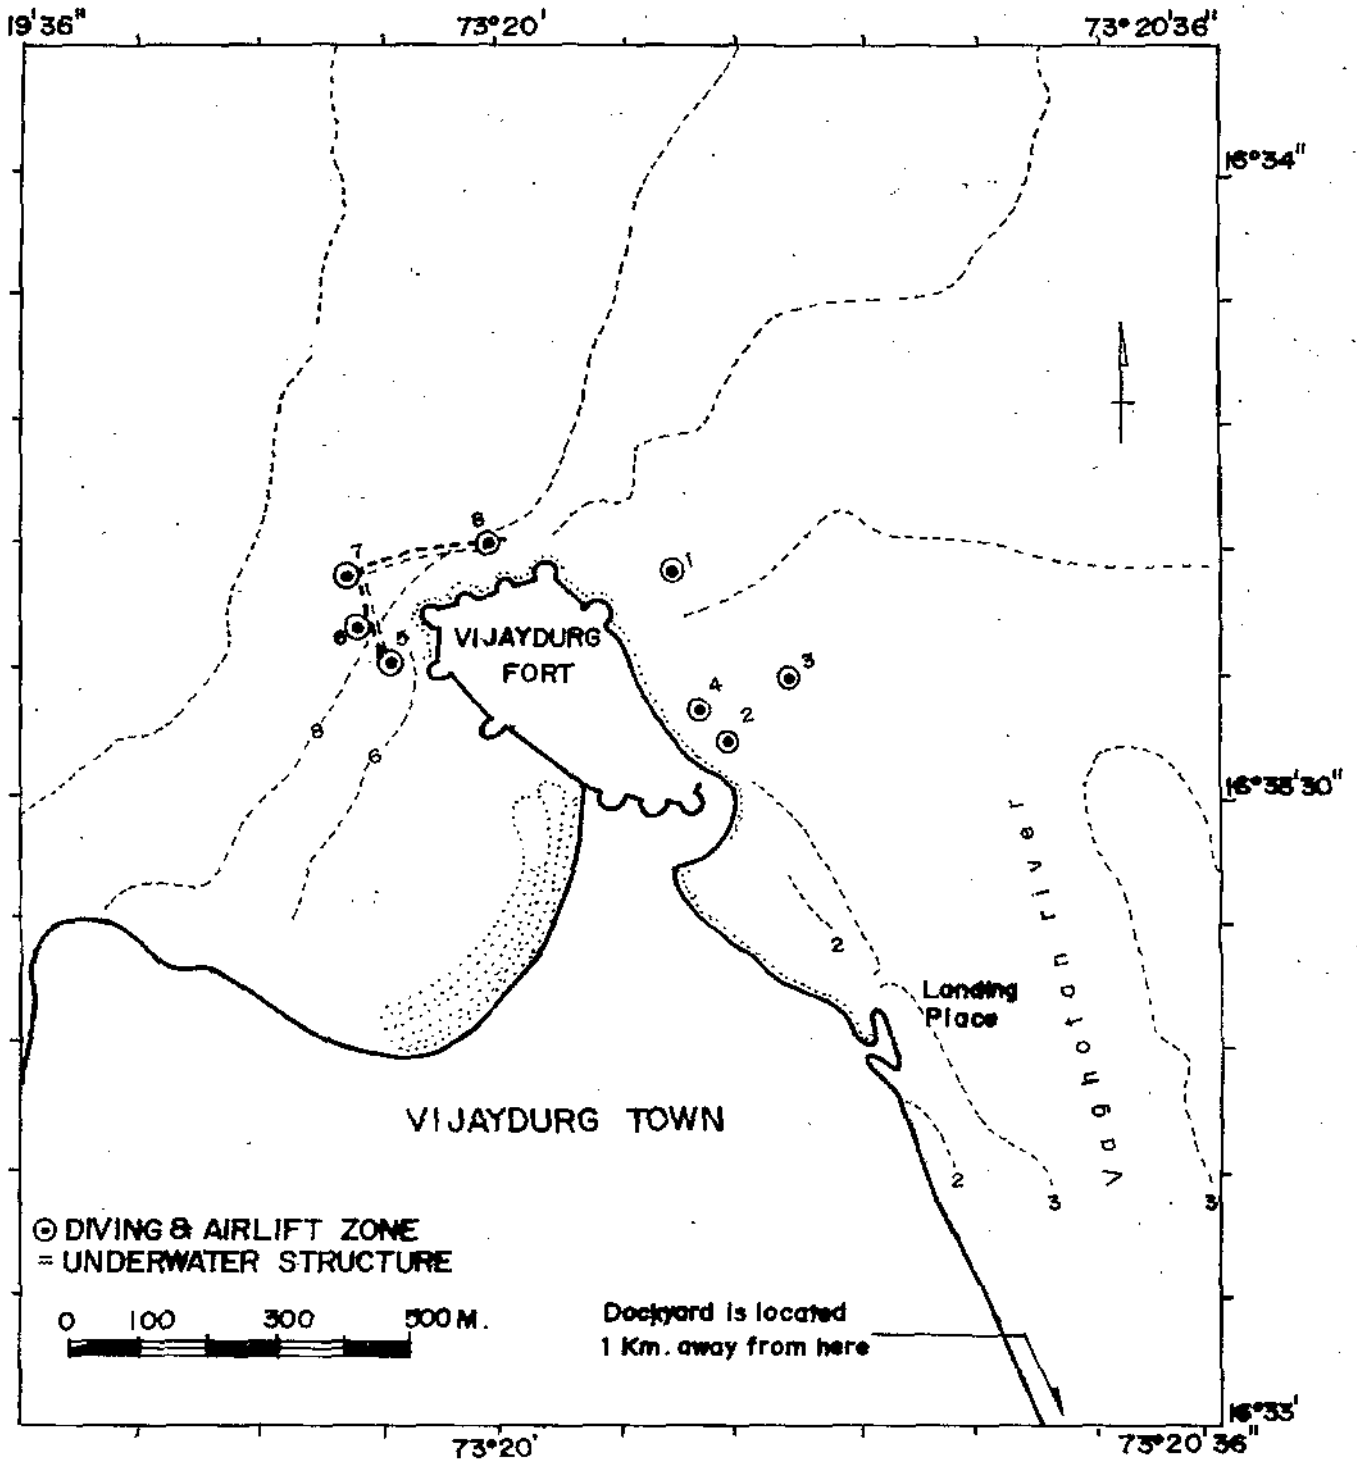 19'36"
73°20'
73°20'36"
16°34"
8
7
1
6
5
VIJAYDURG
FORT
3
4
2
8
6
16°33'30"
2
Landing
Place
Vaghotan river
VIJAYDURG TOWN
2
3
3
DIVING & AIRLIFT ZONE
= UNDERWATER STRUCTURE
0 100 300 500 M.
Dockyard is located
1 Km. away from here
16°33'
73°20'
73°20'36"